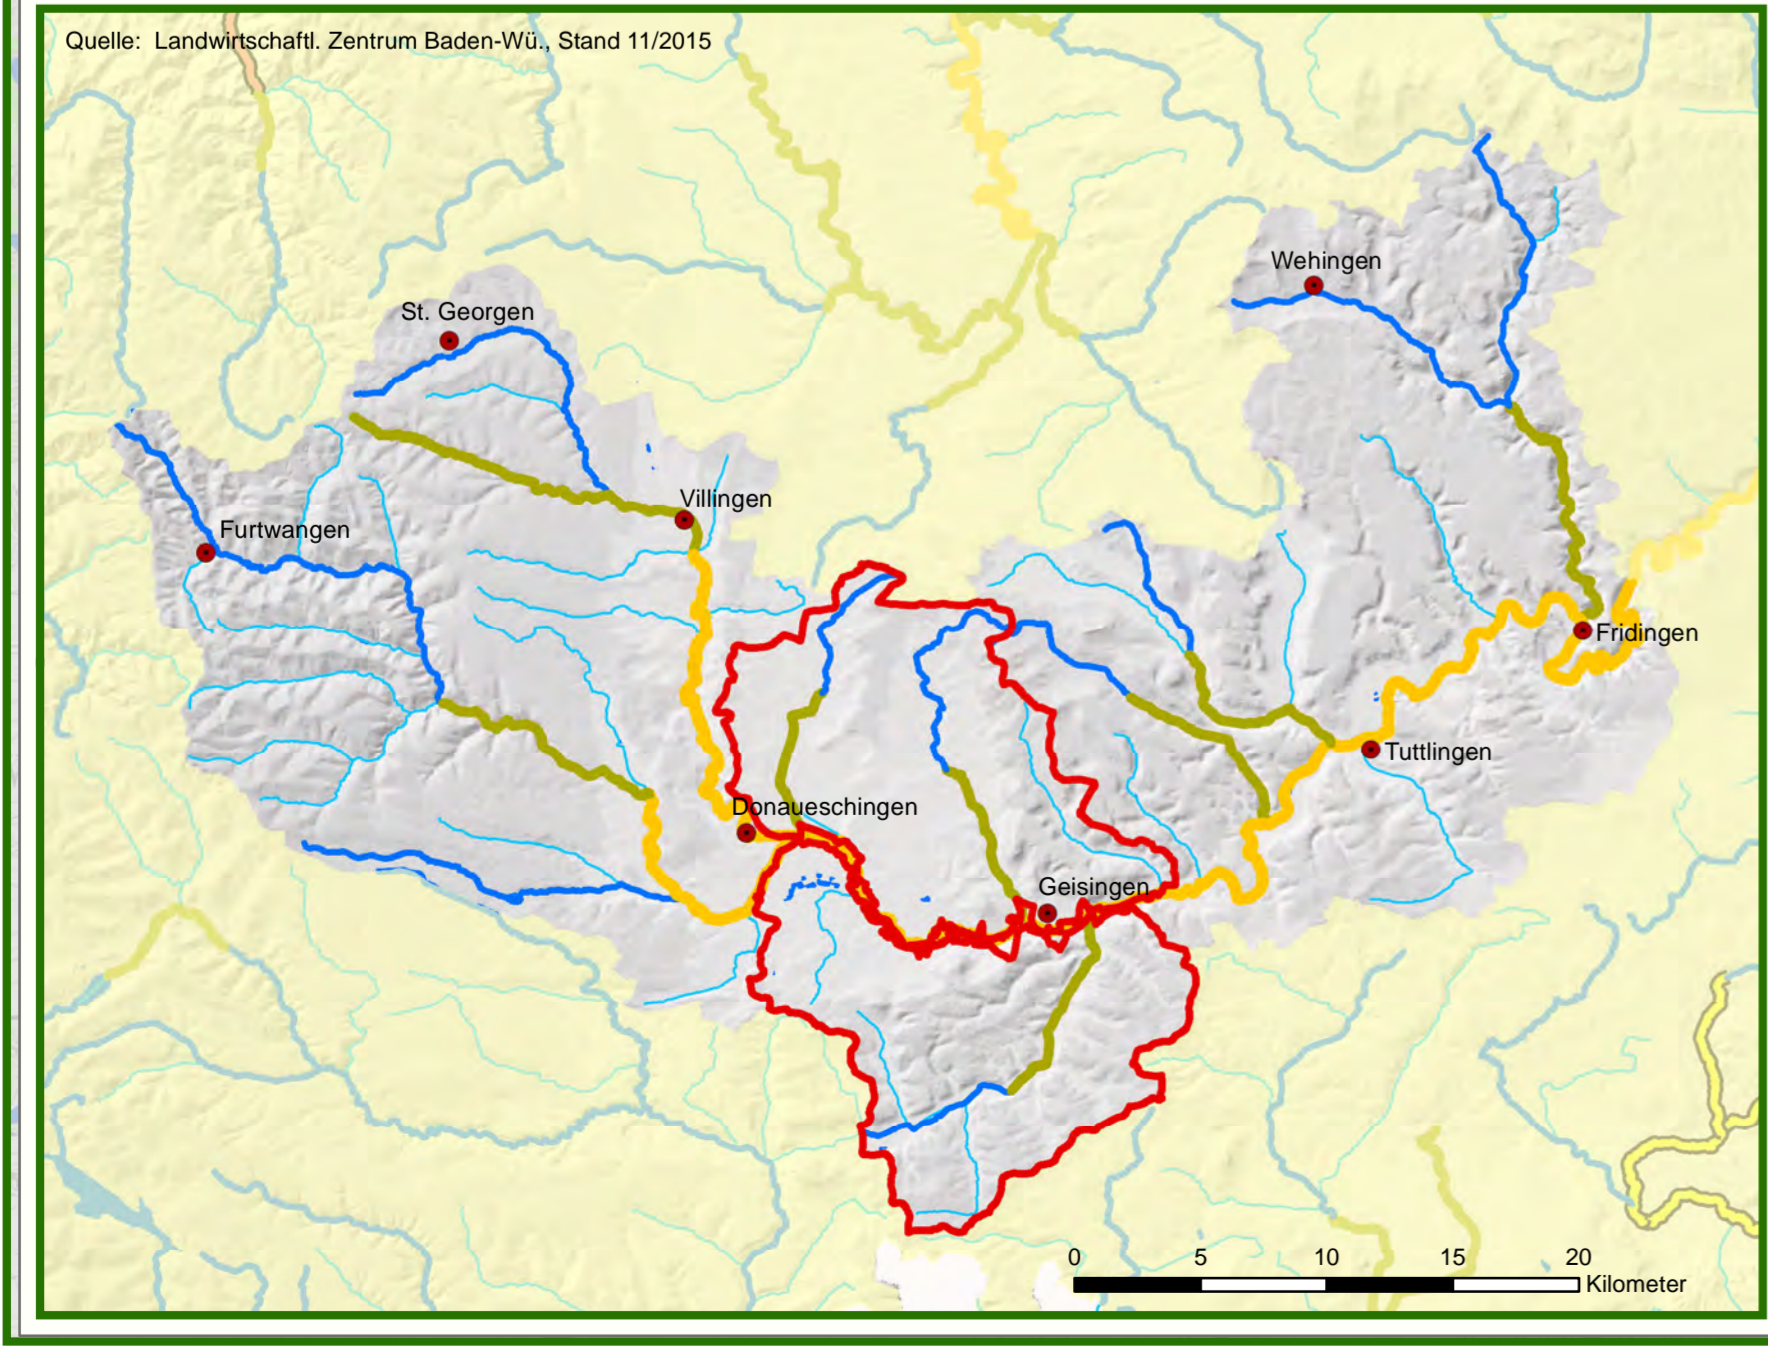 Quelle: Landwirtschaftl. Zentrum Baden-Wü., Stand 11/2015
Wehingen
St. Georgen
Villingen
Furtwangen
Fridingen
Tuttlingen
Donaueschingen
Geisingen
0 5 10 15 20
Kilometer